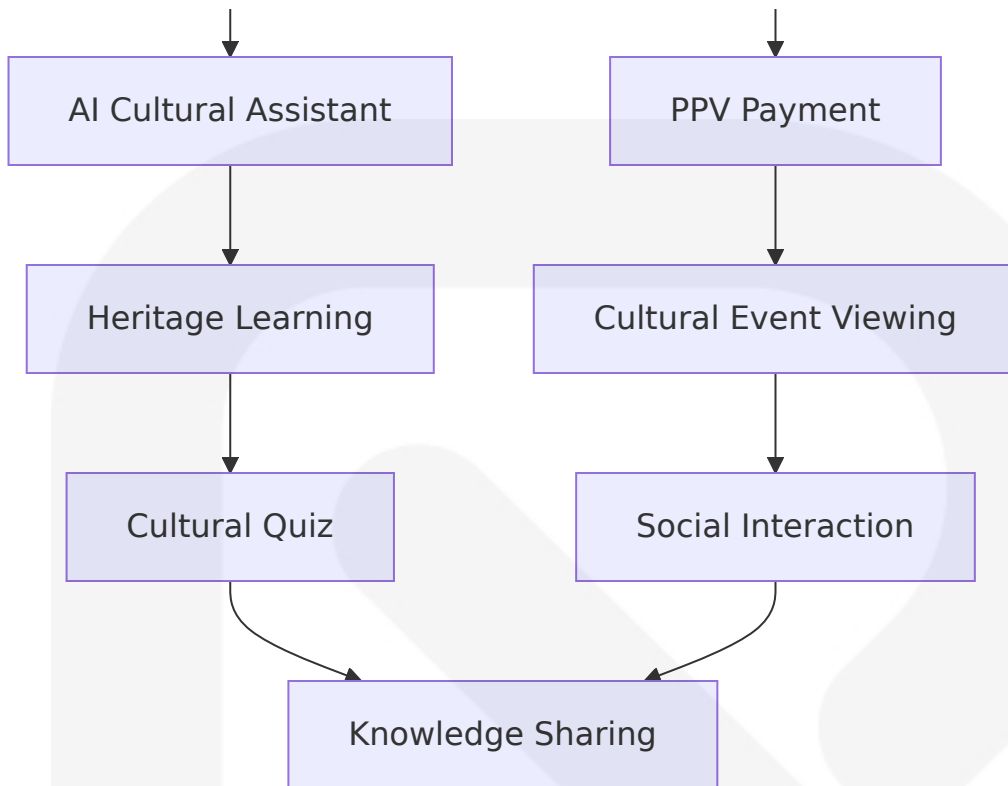 AI Cultural Assistant
PPV Payment
Heritage Learning
Cultural Event Viewing
Cultural Quiz
Social Interaction
Knowledge Sharing